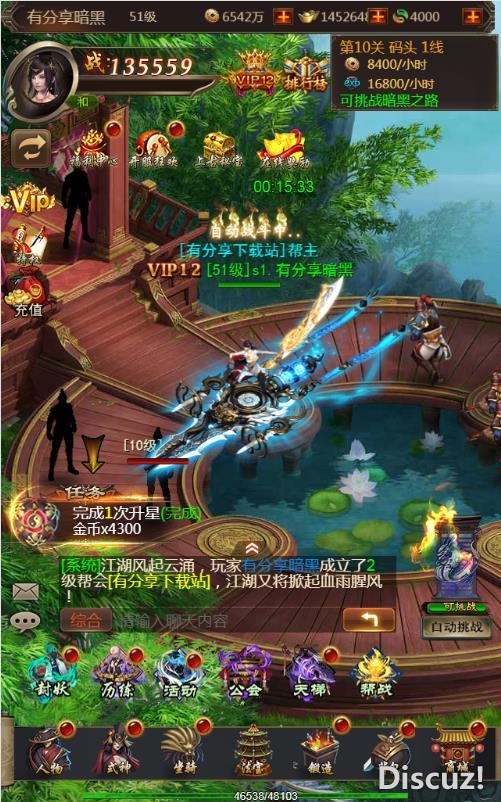 有分享暗黑 51级 6542万 145264 4000
战:135559
VIP12
排行榜
第10关 码头 1线
8400/小时
exp 16800/小时
可挑战暗黑之路
和
福利中心 开服狂欢 上古秘宝 在线奖励
00:15:33
Vip
特权
充值
自动战斗中..
[有分享下载站]帮主
VIP12 [51级]s1.有分享暗黑
[10级]
任务
完成1次升星(完成)
金币x4300
[系统]江湖风起云涌，玩家有分享暗黑成立了2
级帮会[有分享下载站]，江湖又将掀起血雨腥风
！
可挑战
自动挑战
综合 请输入聊天内容
封妖 历练 活动 公会 天梯 帮战
人物 式神 坐骑 法宝 锻造 商城
Discuz!
46538/48103